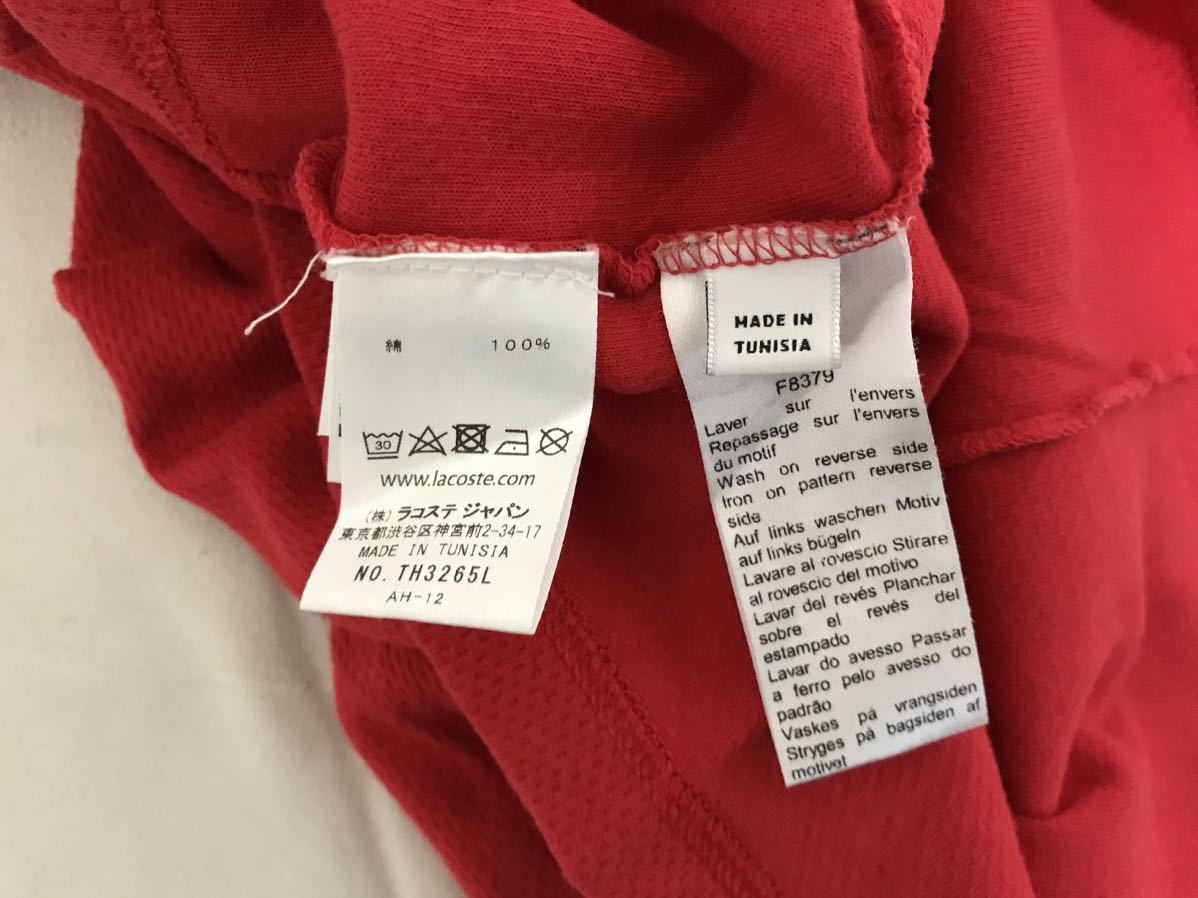 綿 100%
30
www.lacoste.com
(株) ラコステ ジャパン
東京都渋谷区神宮前2-34-17
MADE IN TUNISIA
NO. TH3265L
AH-12
MADE IN
TUNISIA
F8379
Laver sur l'envers
Repassage sur l'envers
du motif
Wash on reverse side
Iron on pattern reverse
side
Auf links waschen Motiv
auf links bügeln
Lavare al rovescio Stirare
al rovescio del motivo
Lavar del revés Planchar
sobre el revés del
estampado
Lavar do avesso Passar
a ferro pelo avesso do
padrão
Vaskes på vrangsiden
Stryges på bagsiden af
motivet